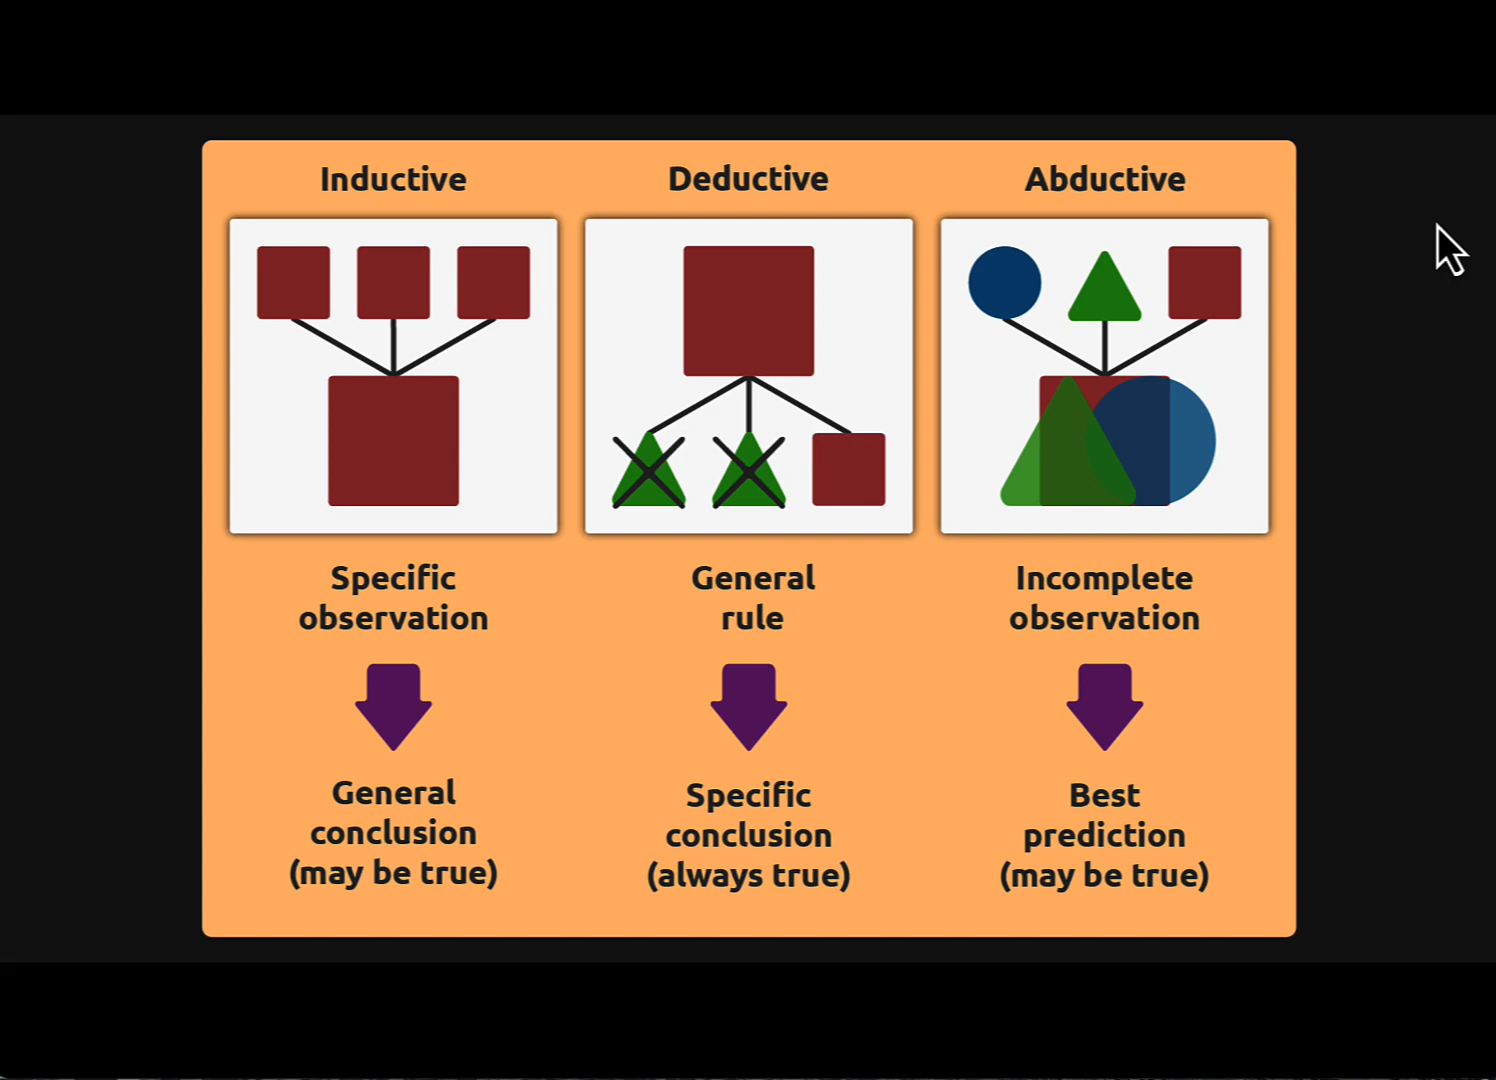 Inductive
Deductive
Abductive
Specific
observation
General
rule
Incomplete
observation
General
conclusion
(may be true)
Specific
conclusion
(always true)
Best
prediction
(may be true)